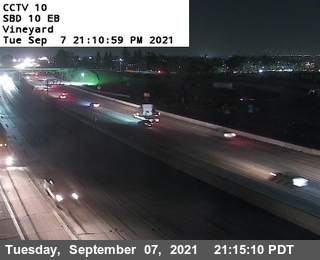 CCTV 10
SBD 10 EB
Vineyard
Tue Sep 7 21:10:59 PM 2021
Tuesday, September 07, 2021 21:15:10 PDT